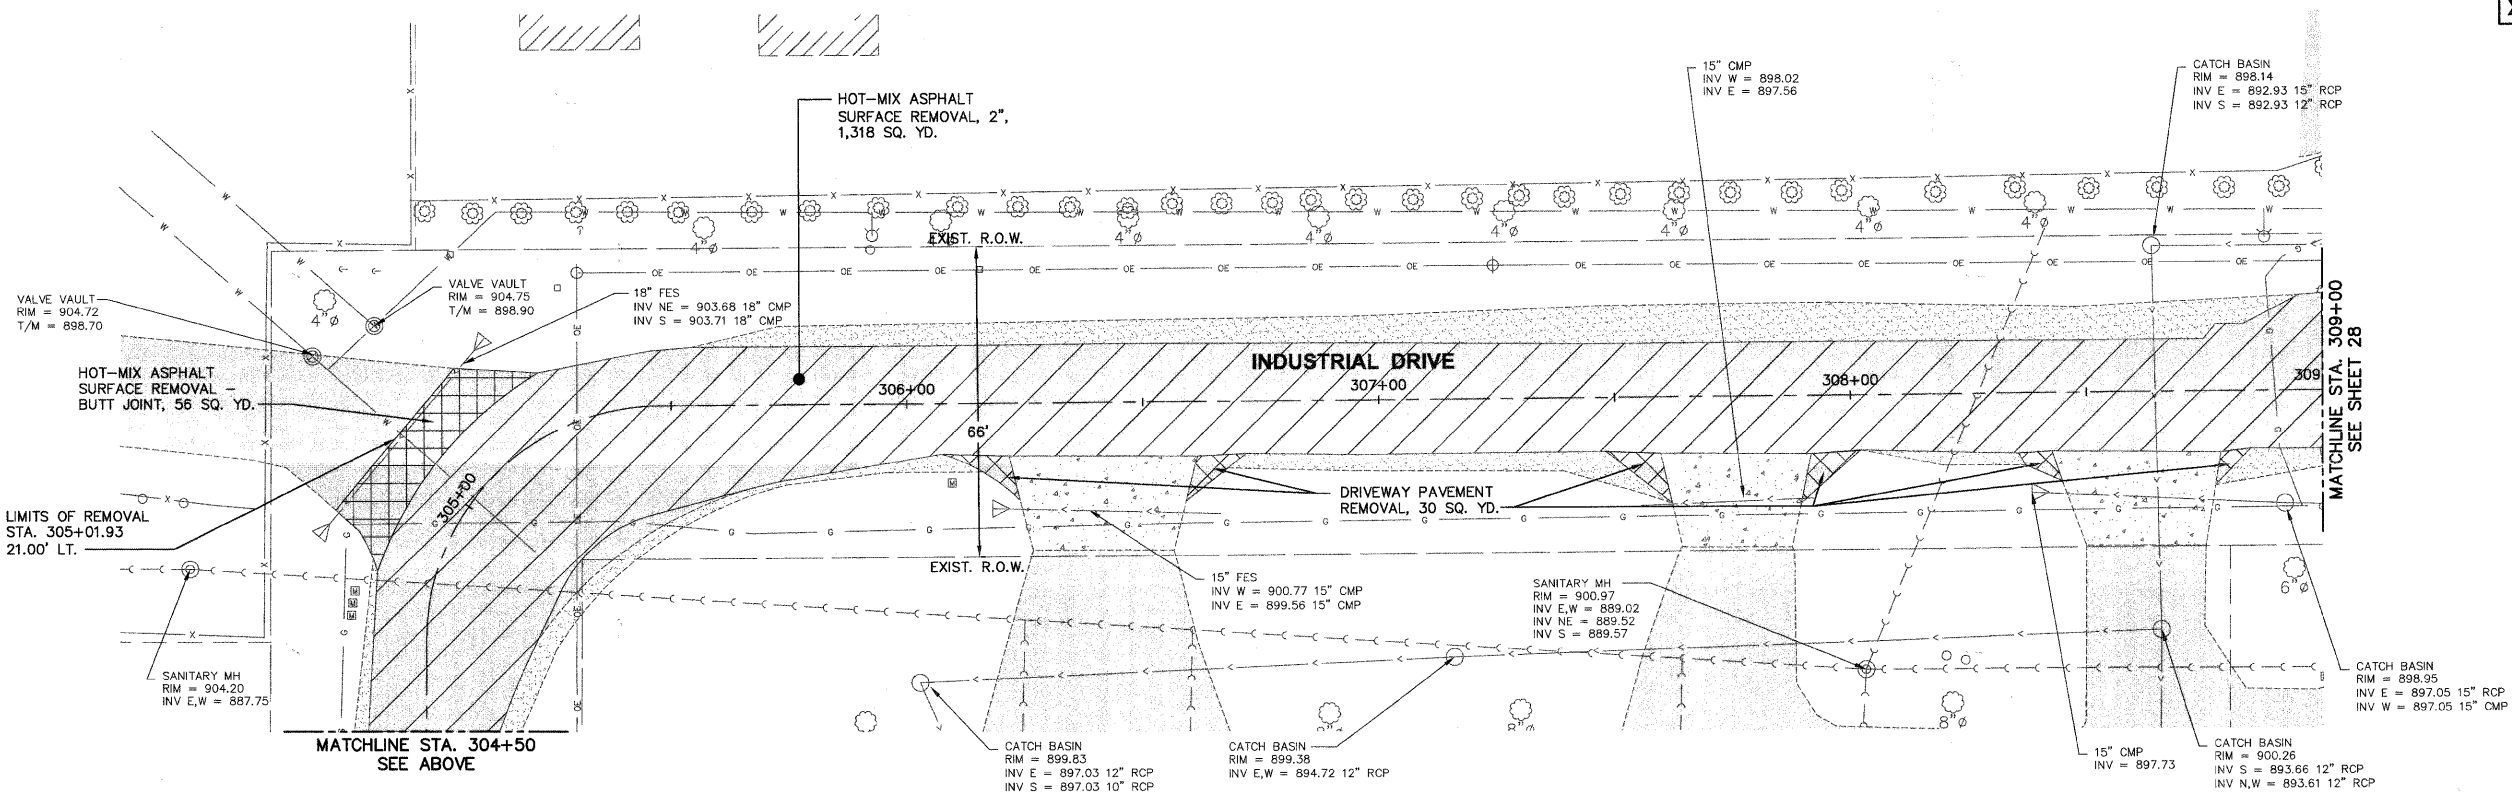 15" CMP
INV W = 898.02
INV E = 897.56
CATCH BASIN
RIM = 898.14
INV E = 892.93 15" RCP
INV S = 892.93 12" RCP
HOT-MIX ASPHALT
SURFACE REMOVAL, 2",
1,318 SQ. YD.
EXIST. R.O.W.
4"Ø
4"Ø
4"Ø
4"Ø
4"Ø
4"Ø
4"Ø
4"Ø
VALVE VAULT
RIM = 904.72
T/M = 898.70
VALVE VAULT
RIM = 904.75
T/M = 898.90
18" FES
INV NE = 903.68 18" CMP
INV S = 903.71 18" CMP
HOT-MIX ASPHALT
SURFACE REMOVAL -
BUTT JOINT, 56 SQ. YD.
INDUSTRIAL DRIVE
305+00
306+00
307+00
308+00
309
MATCHLINE STA. 309+00
SEE SHEET 28
66'
LIMITS OF REMOVAL
STA. 305+01.93
21.00' LT.
DRIVEWAY PAVEMENT
REMOVAL, 30 SQ. YD.
EXIST. R.O.W.
15" FES
INV W = 900.77 15" CMP
INV E = 899.56 15" CMP
SANITARY MH
RIM = 900.97
INV E,W = 889.02
INV NE = 889.52
INV S = 889.57
6"Ø
8"Ø
SANITARY MH
RIM = 904.20
INV E,W = 887.75
CATCH BASIN
RIM = 898.95
INV E = 897.05 15" RCP
INV W = 897.05 15" CMP
MATCHLINE STA. 304+50
SEE ABOVE
CATCH BASIN
RIM = 899.83
INV E = 897.03 12" RCP
INV S = 897.03 10" RCP
CATCH BASIN
RIM = 899.38
INV E,W = 894.72 12" RCP
15" CMP
INV = 897.73
CATCH BASIN
RIM = 900.26
INV S = 893.66 12" RCP
INV N,W = 893.61 12" RCP